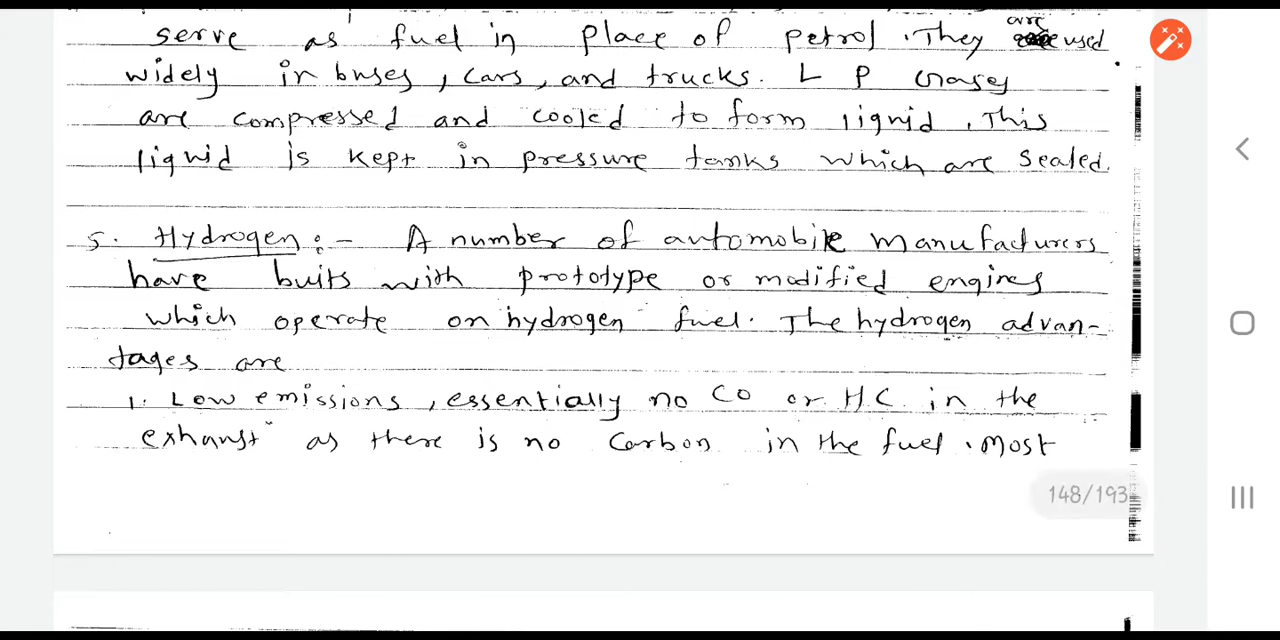 serve as fuel in place of petrol. They are used
widely in buses, cars, and trucks. L P Gases
are compressed and cooled to form liquid. This
liquid is kept in pressure tanks which are sealed.
5. Hydrogen :- A number of automobile manufacturers
have buits with prototype or modified engines
which operate on hydrogen fuel. The hydrogen advan-
tages are
1. Low emissions, essentially no CO or H.C. in the
exhaust as there is no carbon in the fuel. Most
148/193